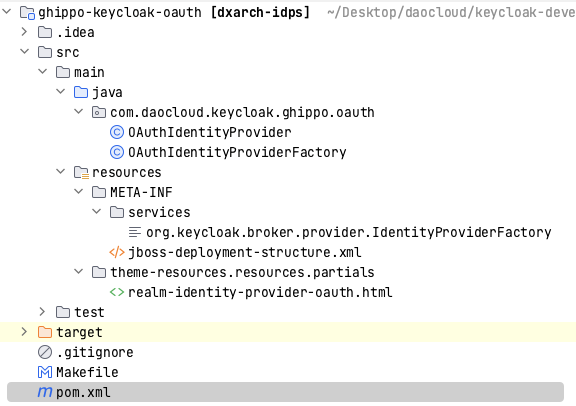 ghippo-keycloak-oauth [dxarch-idps] ~/Desktop/daocloud/keycloak-deve
.idea
src
main
java
com.daocloud.keycloak.ghippo.oauth
OAuthIdentityProvider
OAuthIdentityProviderFactory
resources
META-INF
services
org.keycloak.broker.provider.IdentityProviderFactory
jboss-deployment-structure.xml
theme-resources.resources.partials
realm-identity-provider-oauth.html
test
target
.gitignore
Makefile
pom.xml